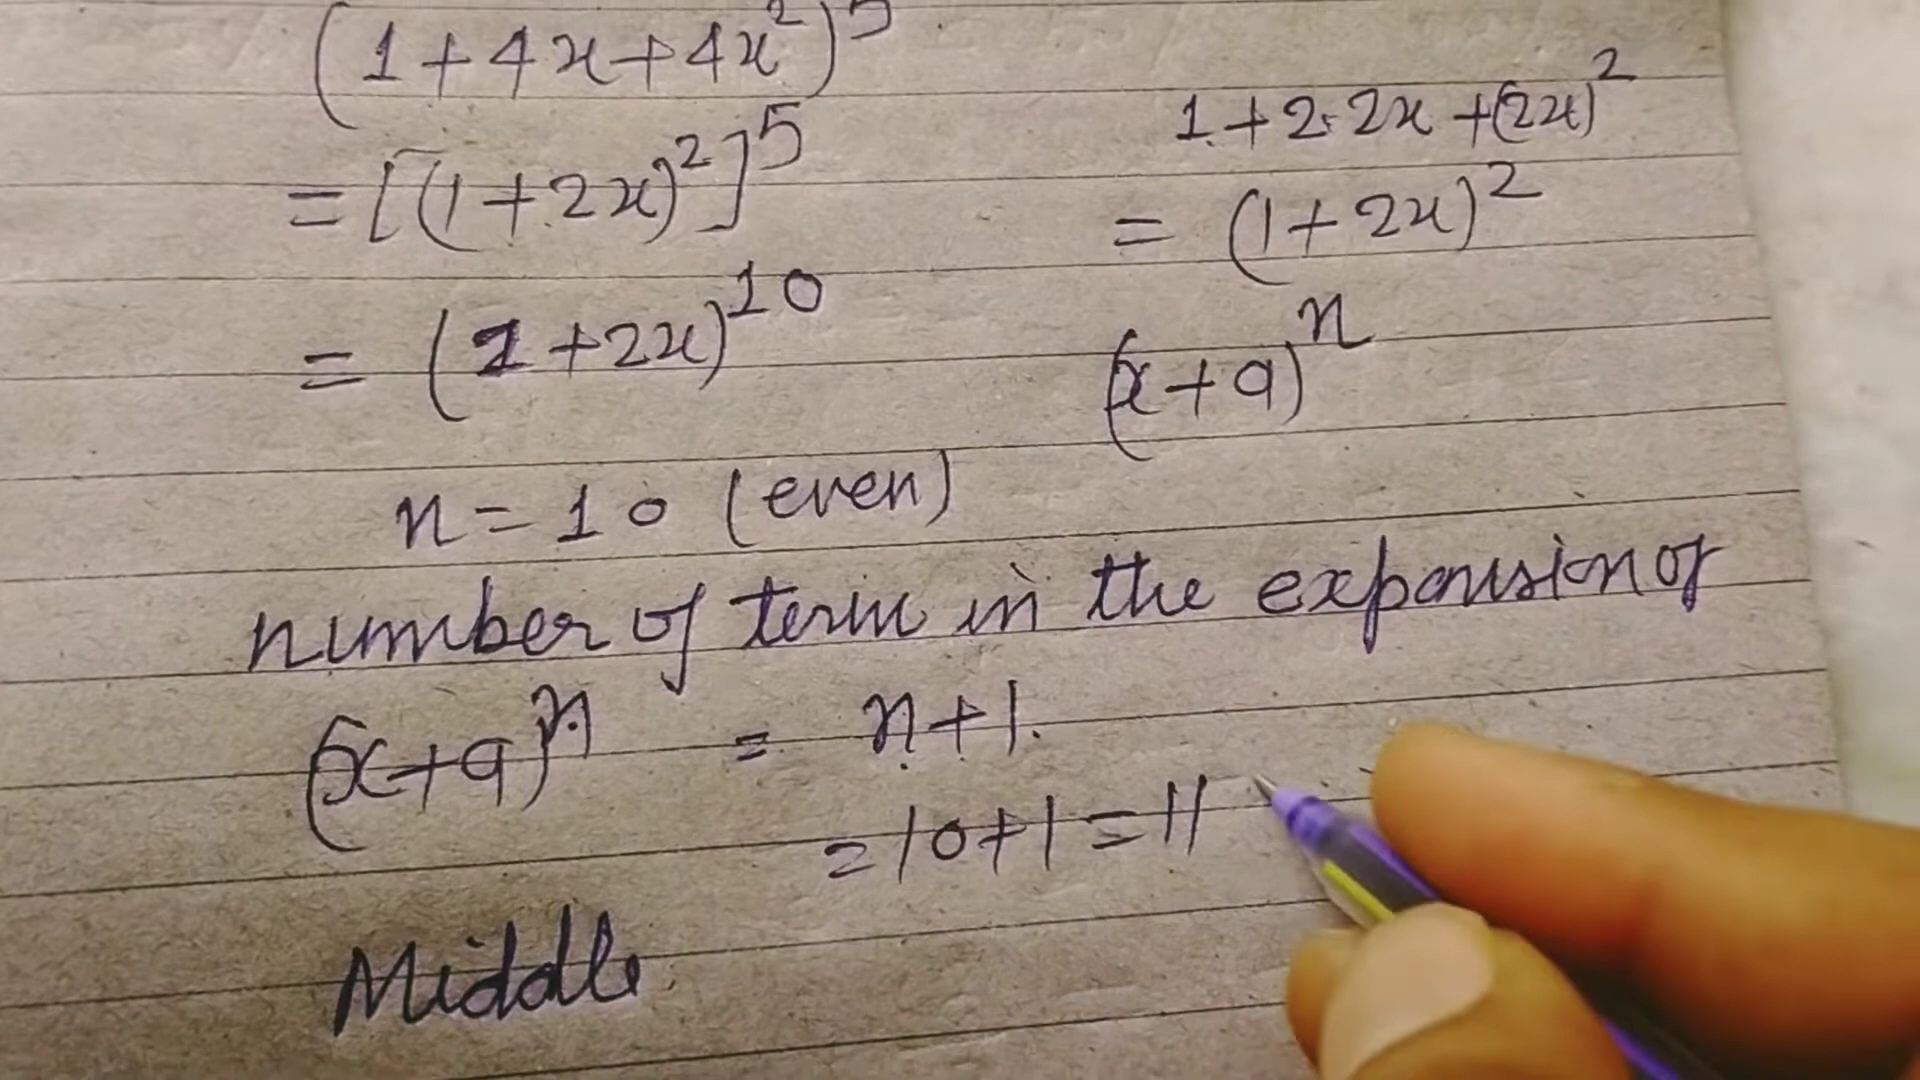 (1+4x+4x²)⁵
= [(1+2x)²]⁵
= (1+2x)¹⁰
1+2·2x+(2x)²
= (1+2x)²
(x+a)ⁿ
n=10 (even)
number of term in the expansion of
(x+a)ⁿ = n+1
=10+1=11
Middle